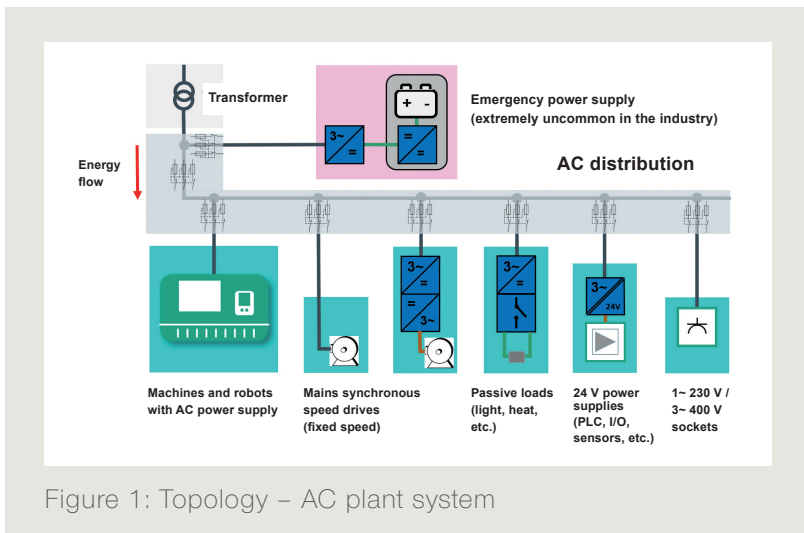 Transformer
Emergency power supply
(extremely uncommon in the industry)
+ -
3~
=
=
=
Energy
flow
AC distribution
3~
=
=
3~
3~
=
3~
24V
Machines and robots
with AC power supply
Mains synchronous
speed drives
(fixed speed)
Passive loads
(light, heat,
etc.)
24 V power
supplies
(PLC, I/O,
sensors, etc.)
1~ 230 V /
3~ 400 V
sockets
Figure 1: Topology – AC plant system